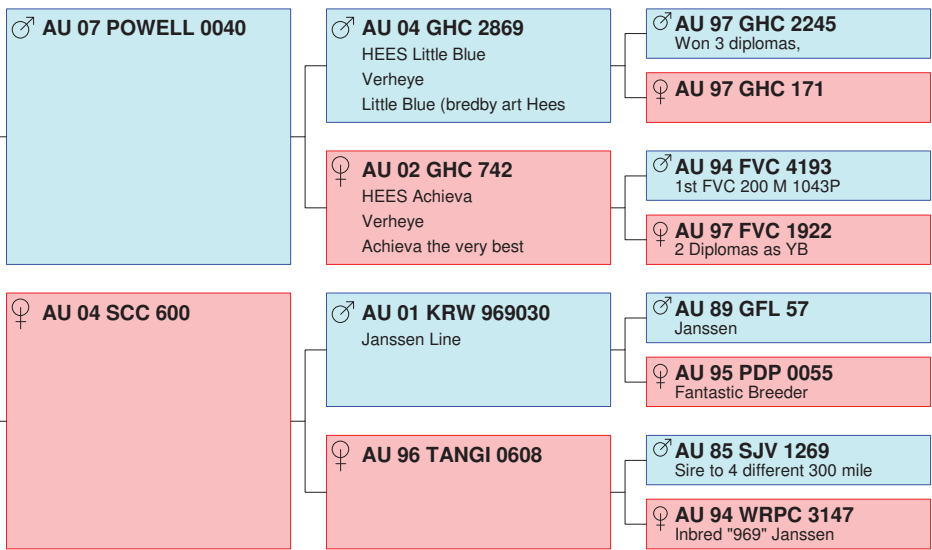 AU 07 POWELL 0040
AU 04 GHC 2869
HEES Little Blue
Verheye
Little Blue (bredby art Hees
AU 97 GHC 2245
Won 3 diplomas,
AU 97 GHC 171
AU 02 GHC 742
HEES Achieva
Verheye
Achieva the very best
AU 94 FVC 4193
1st FVC 200 M 1043P
AU 97 FVC 1922
2 Diplomas as YB
AU 04 SCC 600
AU 01 KRW 969030
Janssen Line
AU 89 GFL 57
Janssen
AU 95 PDP 0055
Fantastic Breeder
AU 96 TANGI 0608
AU 85 SJV 1269
Sire to 4 different 300 mile
AU 94 WRPC 3147
Inbred "969" Janssen